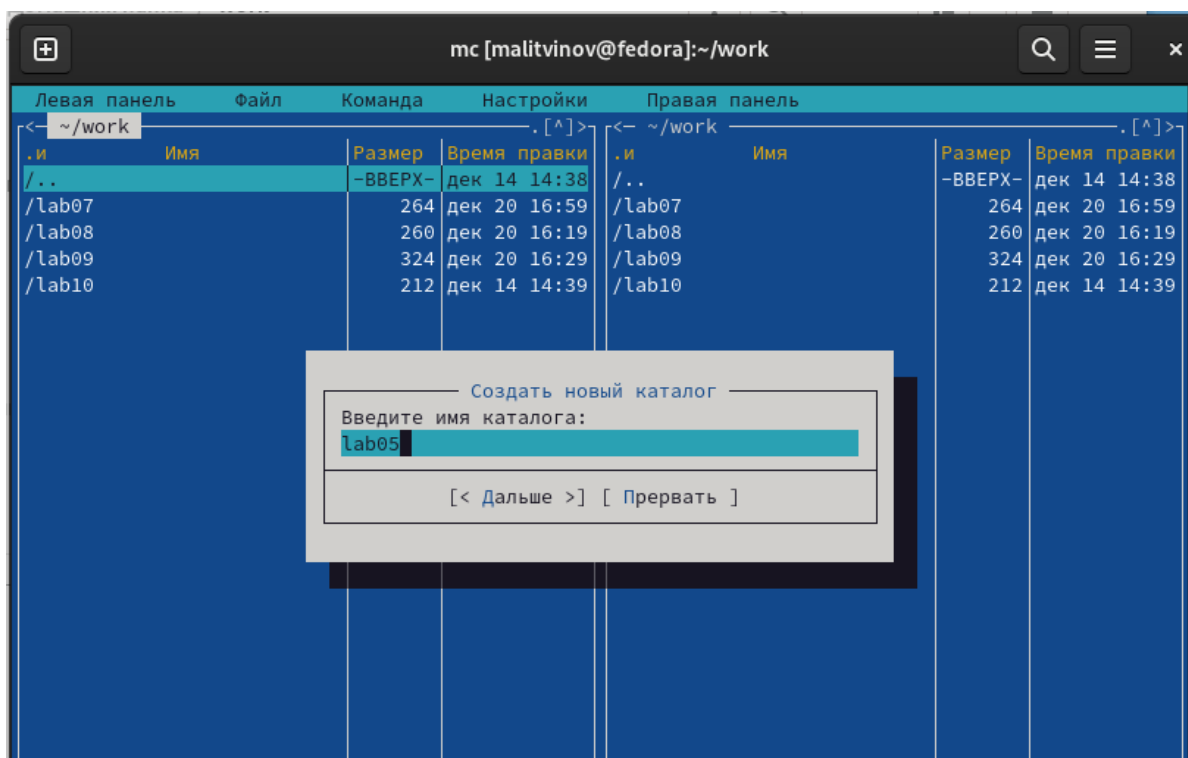 mc [malitvinov@fedora]:~/work
Левая панель Файл Команда Настройки Правая панель
<— ~/work .[^]> <— ~/work .[^]>
.и Имя Размер Время правки .и Имя Размер Время правки
/.. -ВВЕРХ- дек 14 14:38 /.. -ВВЕРХ- дек 14 14:38
/lab07 264 дек 20 16:59 /lab07 264 дек 20 16:59
/lab08 260 дек 20 16:19 /lab08 260 дек 20 16:19
/lab09 324 дек 20 16:29 /lab09 324 дек 20 16:29
/lab10 212 дек 14 14:39 /lab10 212 дек 14 14:39
Создать новый каталог
Введите имя каталога:
lab05
[< Дальше >] [ Прервать ]